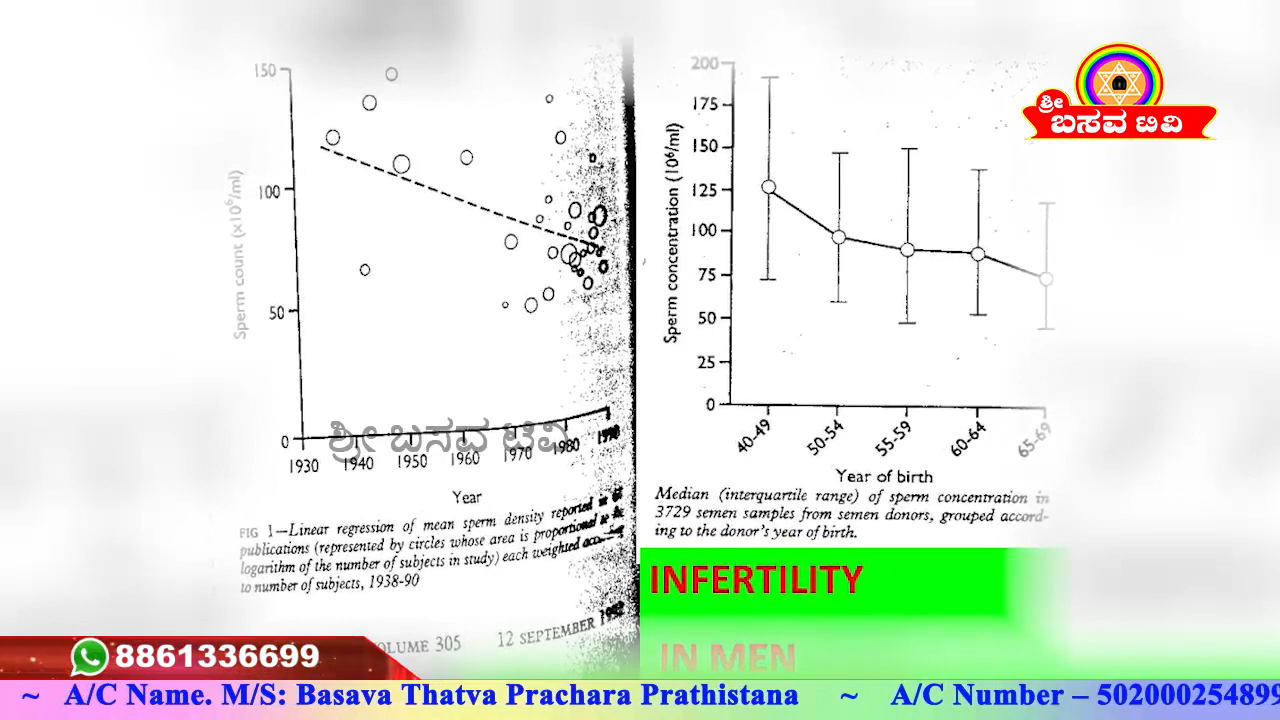 150
100
50
0
Sperm count (×10⁶/ml)
1930 1940 1950 1960 1970 1980 1990
Year
FIG 1—Linear regression of mean sperm density reported in
publications (represented by circles whose area is proportional to the
logarithm of the number of subjects in study) each weighted according
to number of subjects, 1938-90
OLUME 305 12 SEPTEMBER 1992
ಶ್ರೀ ಬಸವ ಟಿವಿ
200
175
150
125
100
75
50
25
0
Sperm concentration (10⁶/ml)
40-49 50-54 55-59 60-64 65-69
Year of birth
Median (interquartile range) of sperm concentration in
3729 semen samples from semen donors, grouped accord-
ing to the donor's year of birth.
ಶ್ರೀ
ಬಸವ ಟಿವಿ
INFERTILITY
IN MEN
8861336699
~ A/C Name. M/S: Basava Thatva Prachara Prathistana ~ A/C Number – 50200025489